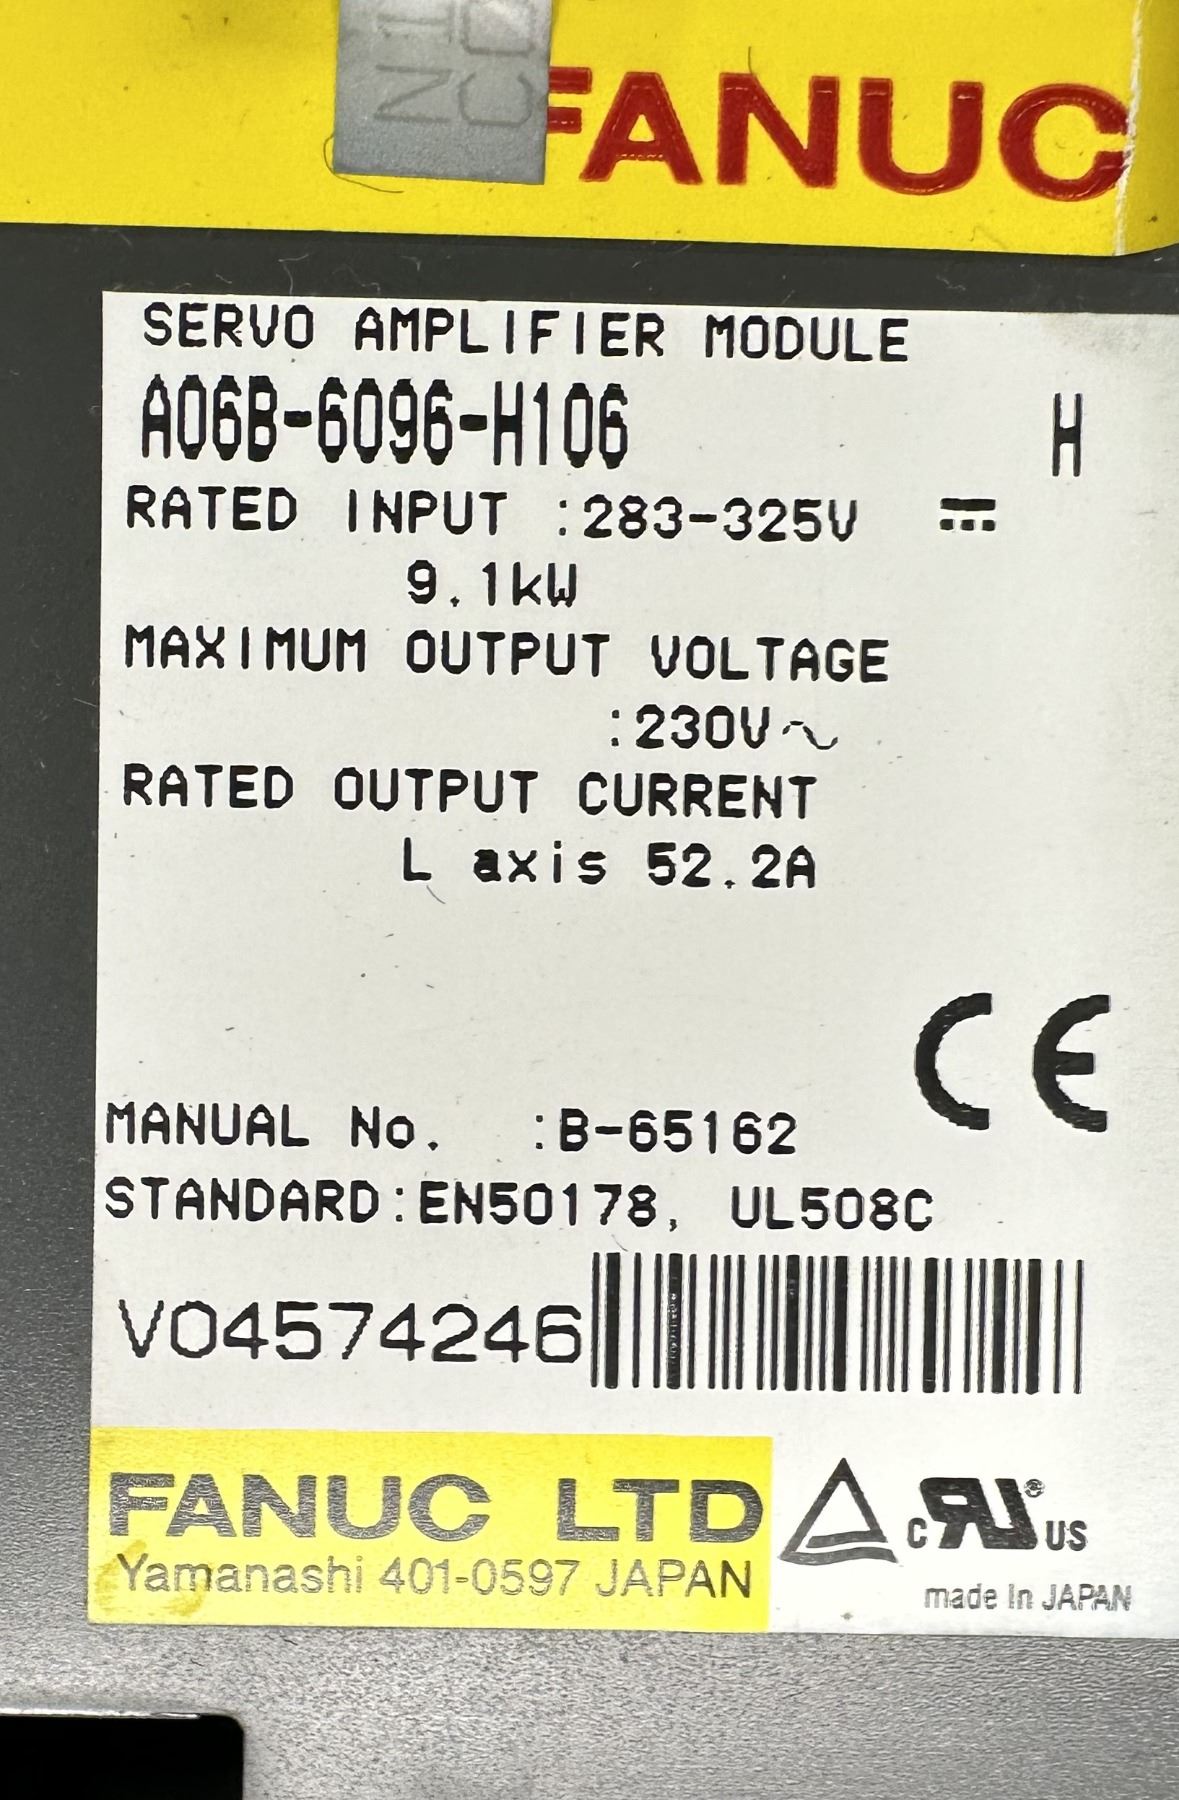 FANUC
SERVO AMPLIFIER MODULE
A06B-6096-H106 H
RATED INPUT :283-325V ⎓
9.1kW
MAXIMUM OUTPUT VOLTAGE
:230V～
RATED OUTPUT CURRENT
L axis 52.2A
CE
MANUAL No. :B-65162
STANDARD:EN50178, UL508C
V04574246
FANUC LTD
Yamanashi 401-0597 JAPAN
c RU US
made In JAPAN